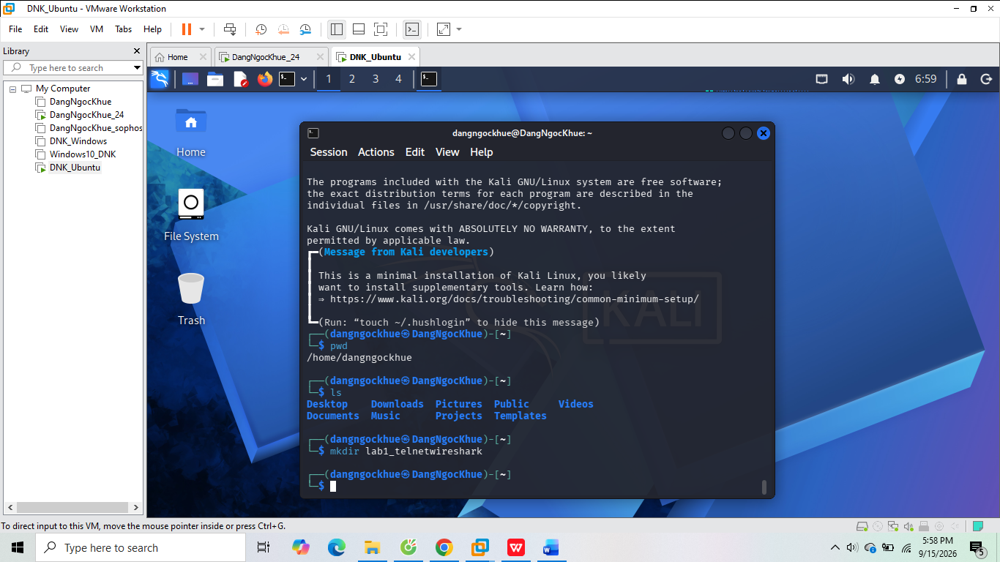 DNK_Ubuntu - VMware Workstation
File Edit View VM Tabs Help
Library
Type here to search
My Computer
DangNgocKhue
DangNgocKhue_24
DangNgocKhue_sophos
DNK_Windows
Windows10_DNK
DNK_Ubuntu
Home DangNgocKhue_24 DNK_Ubuntu
1 2 3 4 6:59
Home
File System
Trash
dangngockhue@DangNgocKhue: ~
Session Actions Edit View Help
The programs included with the Kali GNU/Linux system are free software;
the exact distribution terms for each program are described in the
individual files in /usr/share/doc/*/copyright.
Kali GNU/Linux comes with ABSOLUTELY NO WARRANTY, to the extent
permitted by applicable law.
┏━(Message from Kali developers)
┃
┃ This is a minimal installation of Kali Linux, you likely
┃ want to install supplementary tools. Learn how:
┃ ⇒ https://www.kali.org/docs/troubleshooting/common-minimum-setup/
┃
┗━(Run: “touch ~/.hushlogin” to hide this message)
┌──(dangngockhue㉿DangNgocKhue)-[~]
└─$ pwd
/home/dangngockhue
┌──(dangngockhue㉿DangNgocKhue)-[~]
└─$ ls
Desktop Downloads Pictures Public Videos
Documents Music Projects Templates
┌──(dangngockhue㉿DangNgocKhue)-[~]
└─$ mkdir lab1_telnetwireshark
┌──(dangngockhue㉿DangNgocKhue)-[~]
└─$
KALI
To direct input to this VM, move the mouse pointer inside or press Ctrl+G.
Type here to search
5:58 PM
9/15/2026
5